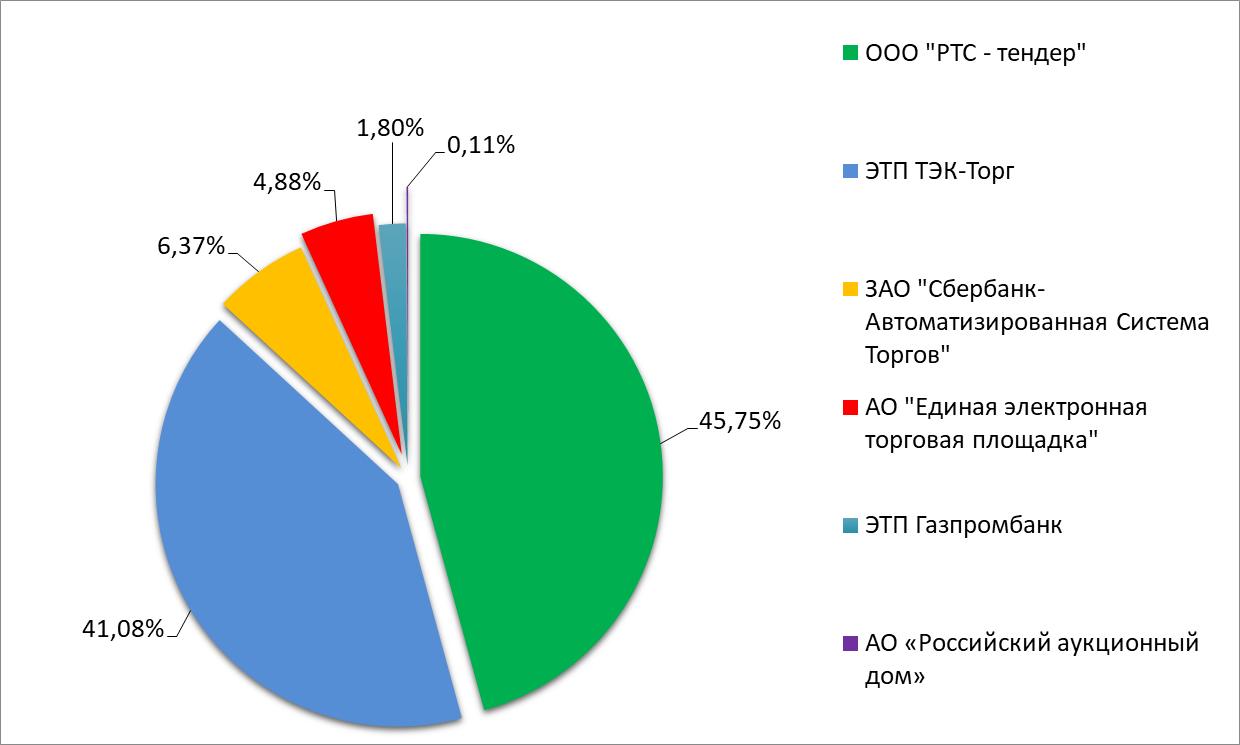 1,80%
0,11%
4,88%
6,37%
45,75%
41,08%
ООО "РТС - тендер"
ЭТП ТЭК-Торг
ЗАО "Сбербанк-
Автоматизированная Система
Торгов"
АО "Единая электронная
торговая площадка"
ЭТП Газпромбанк
АО «Российский аукционный
дом»